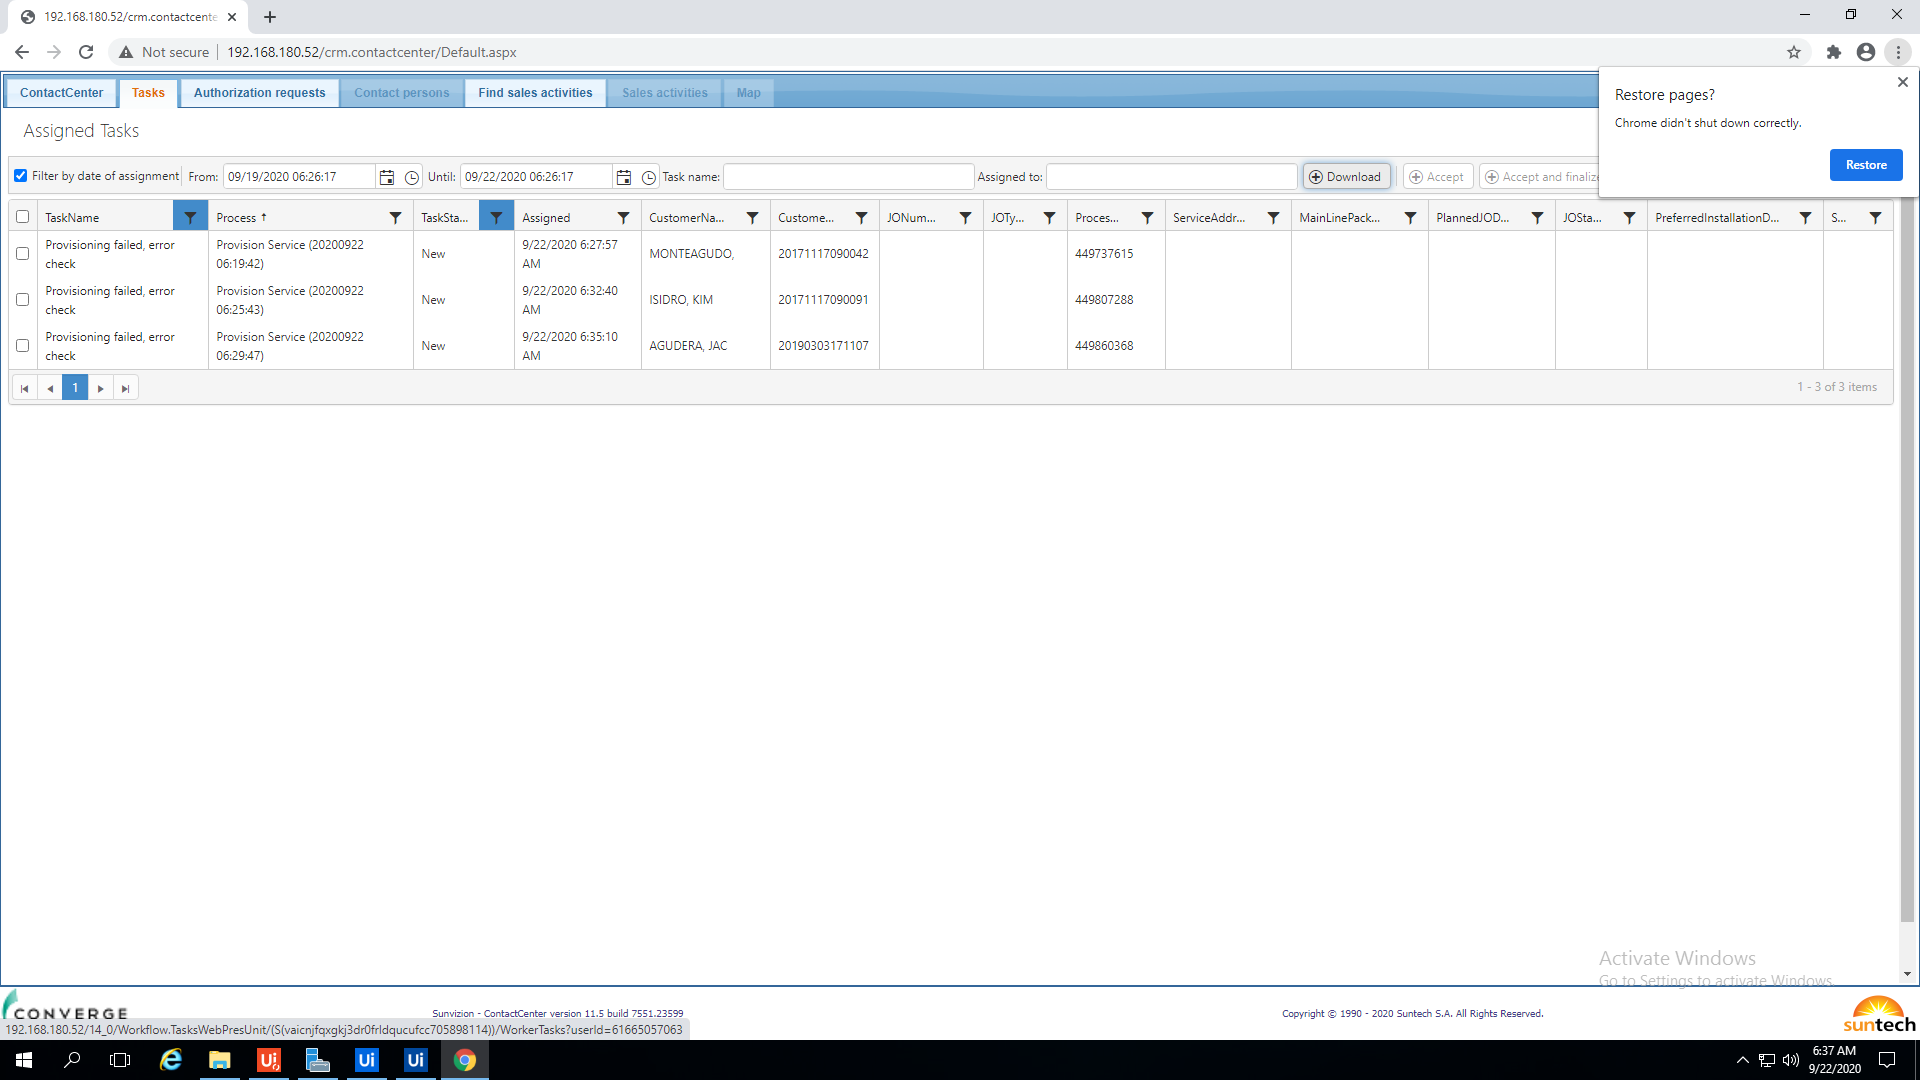 192.168.180.52/crm.contactcente
Not secure 192.168.180.52/crm.contactcenter/Default.aspx
ContactCenter Tasks Authorization requests Contact persons Find sales activities Sales activities Map
Restore pages?
Chrome didn't shut down correctly.
Restore
Assigned Tasks
Filter by date of assignment From: 09/19/2020 06:26:17 Until: 09/22/2020 06:26:17 Task name: Assigned to: Download Accept Accept and finalize
TaskName Process ↑ TaskSta... Assigned CustomerNa... Custome... JONum... JOTy... Proces... ServiceAddr... MainLinePack... PlannedJOD... JOSta... PreferredInstallationD... S...
Provisioning failed, error check Provision Service (20200922 06:19:42) New 9/22/2020 6:27:57 AM MONTEAGUDO, 20171117090042 449737615
Provisioning failed, error check Provision Service (20200922 06:25:43) New 9/22/2020 6:32:40 AM ISIDRO, KIM 20171117090091 449807288
Provisioning failed, error check Provision Service (20200922 06:29:47) New 9/22/2020 6:35:10 AM AGUDERA, JAC 20190303171107 449860368
1 1 - 3 of 3 items
Activate Windows
Go to Settings to activate Windows.
CONVERGE
Sunvizion - ContactCenter version 11.5 build 7551.23599
Copyright © 1990 - 2020 Suntech S.A. All Rights Reserved.
suntech
192.168.180.52/14_0/Workflow.TasksWebPresUnit/(S(vaicnjfqxgkj3dr0frldqucufcc705898114))/WorkerTasks?userId=61665057063
Ui Ui Ui
6:37 AM
9/22/2020